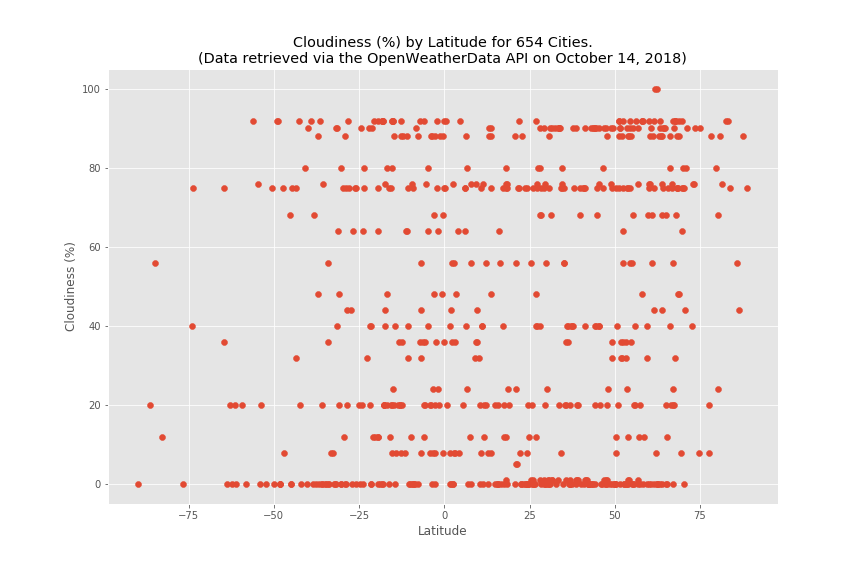 Cloudiness (%) by Latitude for 654 Cities.
(Data retrieved via the OpenWeatherData API on October 14, 2018)
100
80
60
40
20
0
Cloudiness (%)
−75 −50 −25 0 25 50 75
Latitude